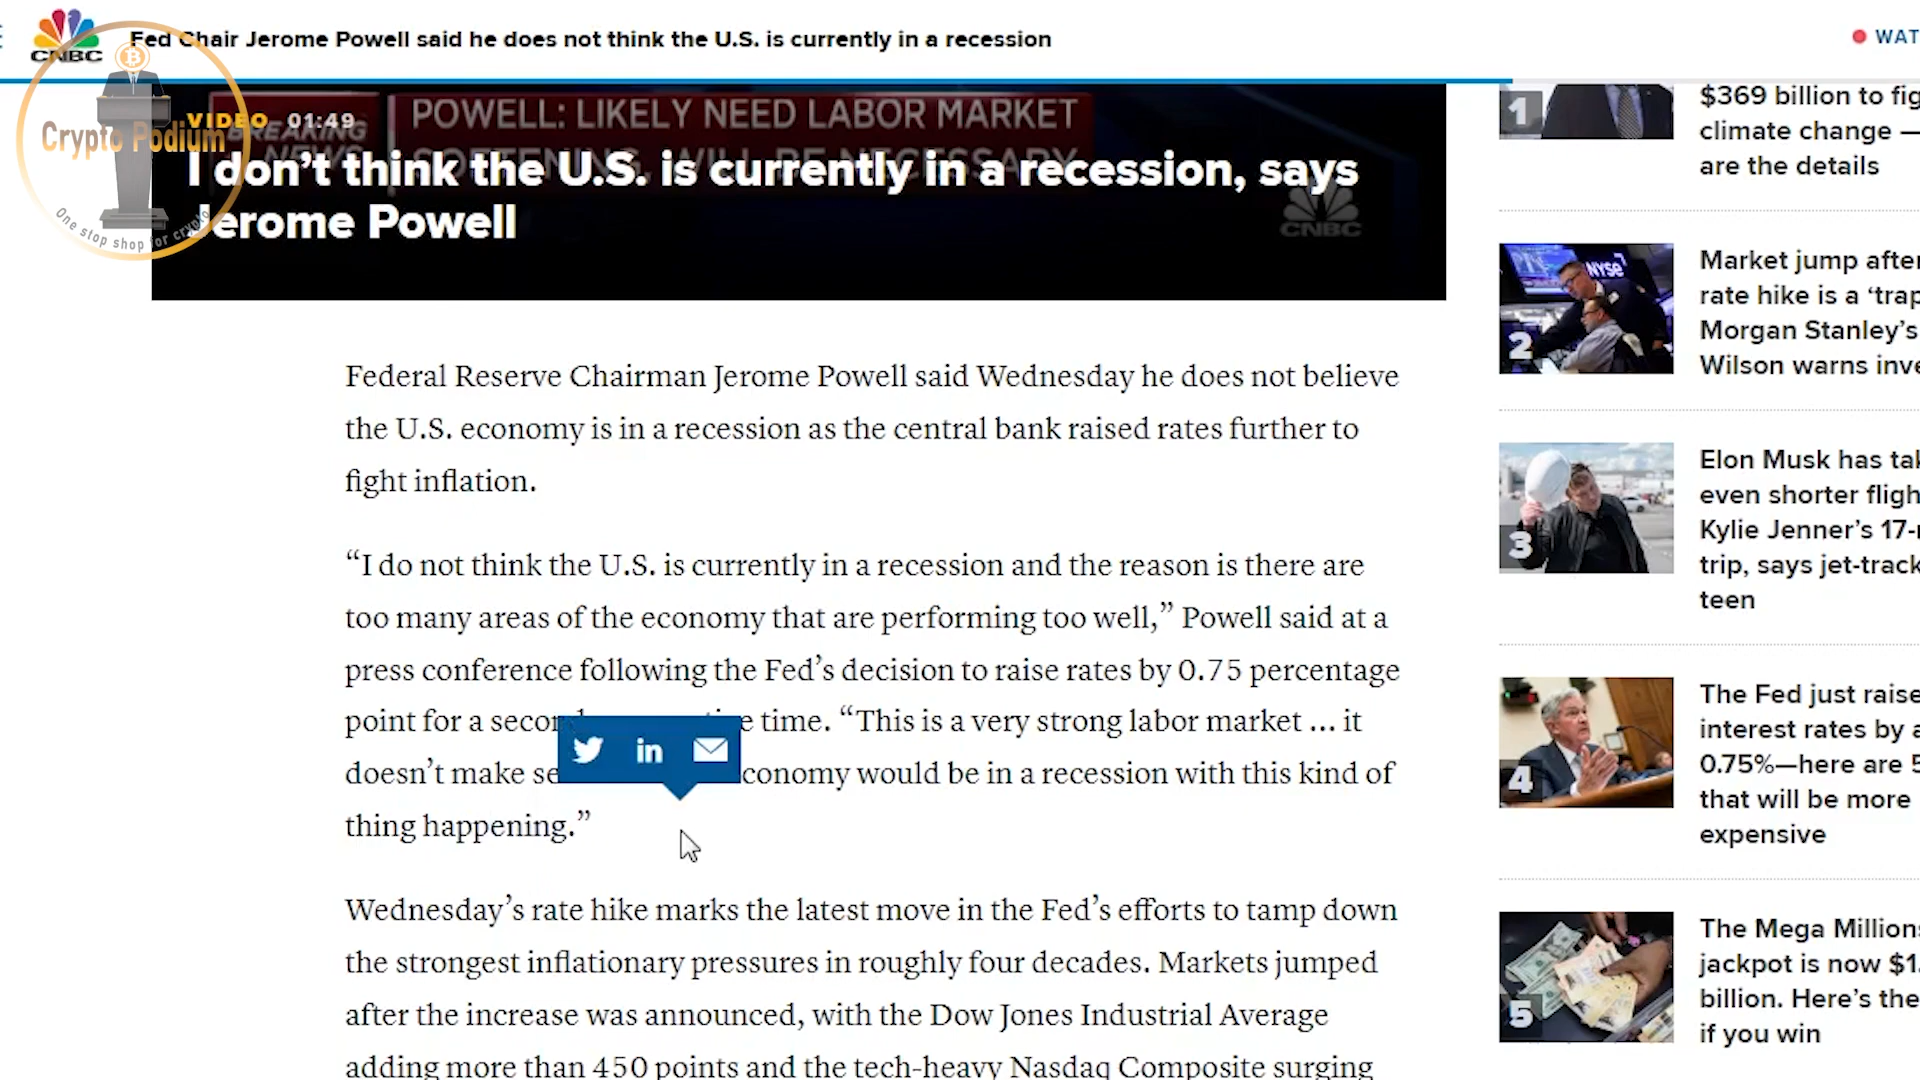 CNBC
Fed Chair Jerome Powell said he does not think the U.S. is currently in a recession
WAT
Crypto Podium
One stop shop for crypto
VIDEO 01:49
BREAKING NEWS
POWELL: LIKELY NEED LABOR MARKET
SOFTENING, WILL BE NECESSARY
I don’t think the U.S. is currently in a recession, says
Jerome Powell
CNBC
Federal Reserve Chairman Jerome Powell said Wednesday he does not believe
the U.S. economy is in a recession as the central bank raised rates further to
fight inflation.
“I do not think the U.S. is currently in a recession and the reason is there are
too many areas of the economy that are performing too well,” Powell said at a
press conference following the Fed’s decision to raise rates by 0.75 percentage
point for a time. “This is a very strong labor market ... it
doesn’t make se conomy would be in a recession with this kind of
thing happening.”
in
Wednesday’s rate hike marks the latest move in the Fed’s efforts to tamp down
the strongest inflationary pressures in roughly four decades. Markets jumped
after the increase was announced, with the Dow Jones Industrial Average
adding more than 450 points and the tech-heavy Nasdaq Composite surging
1
$369 billion to fig
climate change —
are the details
NYSE
2
Market jump after
rate hike is a ‘trap
Morgan Stanley’s
Wilson warns inve
3
Elon Musk has tak
even shorter fligh
Kylie Jenner’s 17-
trip, says jet-track
teen
4
The Fed just raise
interest rates by a
0.75%—here are 5
that will be more
expensive
5
The Mega Millions
jackpot is now $1.
billion. Here’s the
if you win